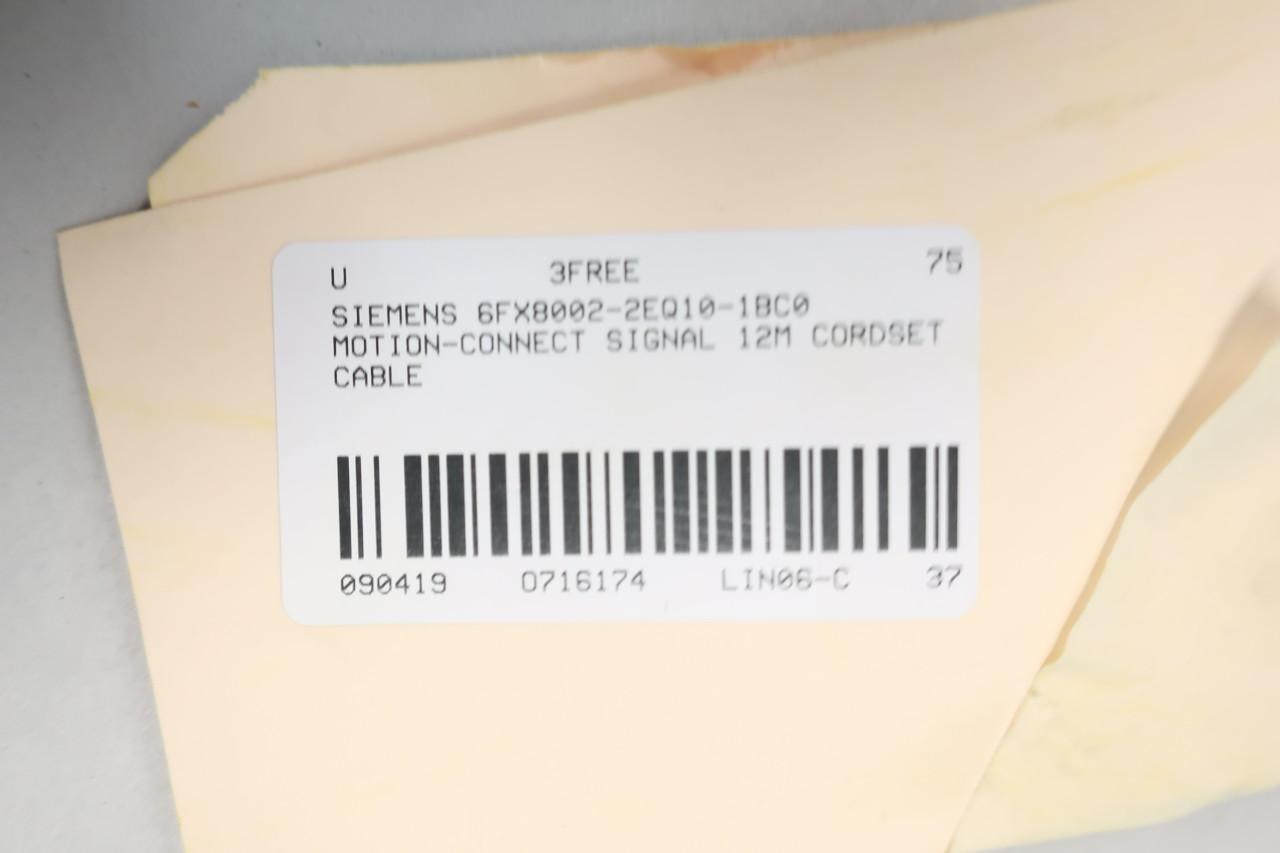 U 3FREE 75
SIEMENS 6FX8002-2EQ10-1BC0
MOTION-CONNECT SIGNAL 12M CORDSET
CABLE
090419 0716174 LIN06-C 37